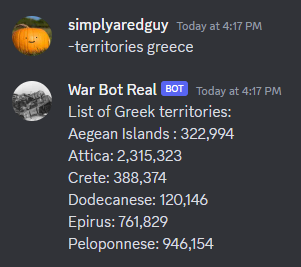 simplyaredguy Today at 4:17 PM
-territories greece
War Bot Real BOT Today at 4:17 PM
List of Greek territories:
Aegean Islands : 322,994
Attica: 2,315,323
Crete: 388,374
Dodecanese: 120,146
Epirus: 761,829
Peloponnese: 946,154